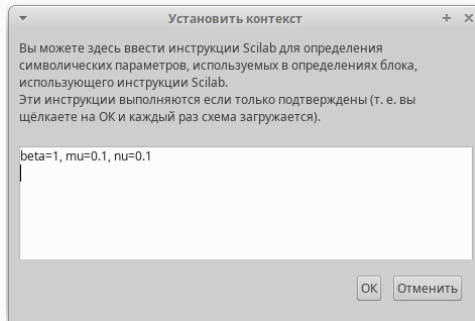 Установить контекст
Вы можете здесь ввести инструкции Scilab для определения
символических параметров, используемых в определениях блока,
использующего инструкции Scilab.
Эти инструкции выполняются если только подтверждены (т. е. вы
щёлкаете на ОК и каждый раз схема загружается).
beta=1, mu=0.1, nu=0.1
ОК Отменить